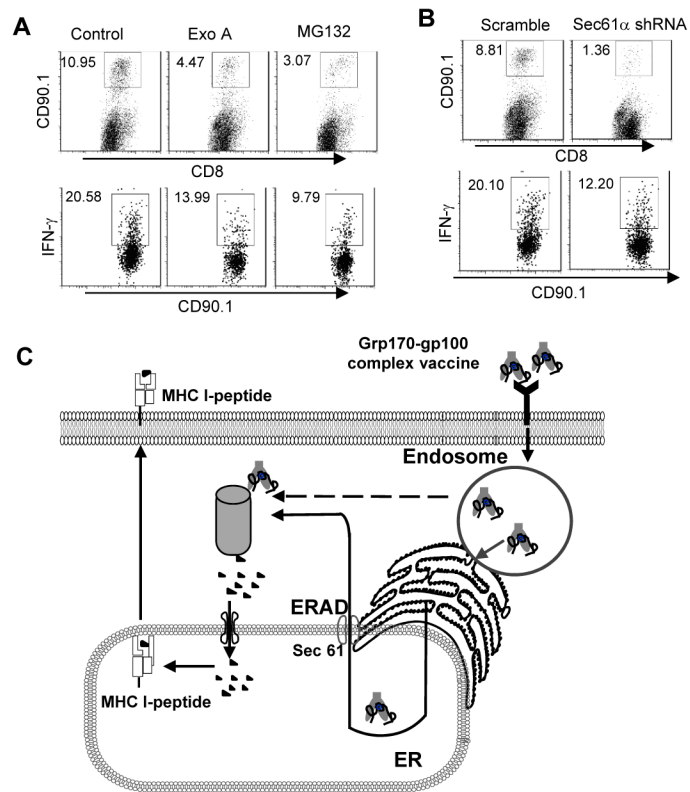 A
Control Exo A MG132
10.95 4.47 3.07
CD90.1
CD8
20.58 13.99 9.79
IFN-γ
CD90.1
B
Scramble Sec61α shRNA
8.81 1.36
CD90.1
CD8
20.10 12.20
IFN-γ
CD90.1
C
Grp170-gp100
complex vaccine
MHC I-peptide
Endosome
ERAD
Sec 61
MHC I-peptide
ER